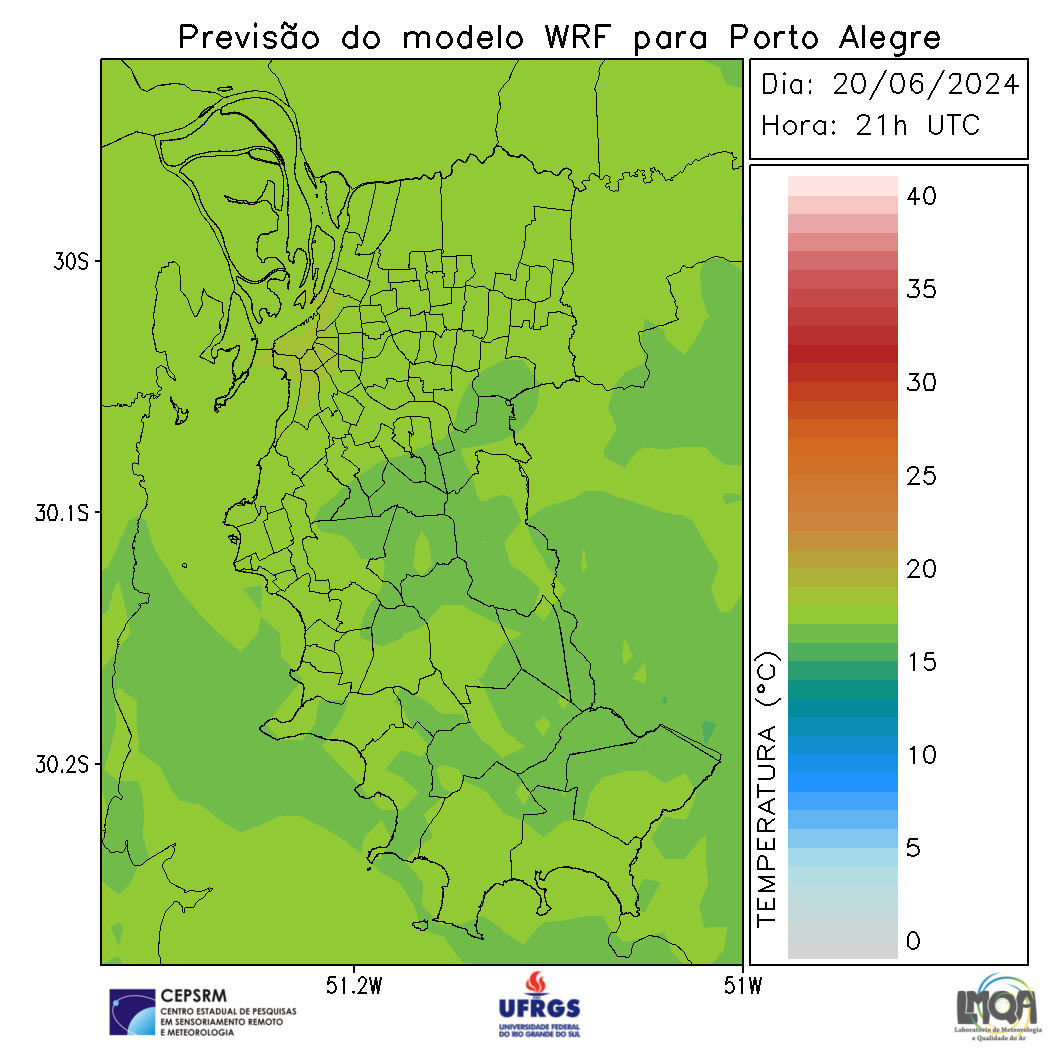 Previsão do modelo WRF para Porto Alegre
Dia: 20/06/2024
Hora: 21h UTC
40
35
30
25
20
15
10
5
0
TEMPERATURA (°C)
30S
30.1S
30.2S
51.2W
51W
CEPSRM
CENTRO ESTADUAL DE PESQUISAS
EM SENSORIAMENTO REMOTO
E METEOROLOGIA
UFRGS
UNIVERSIDADE FEDERAL
DO RIO GRANDE DO SUL
LMQA
Laboratório de Meteorologia
e Qualidade do Ar